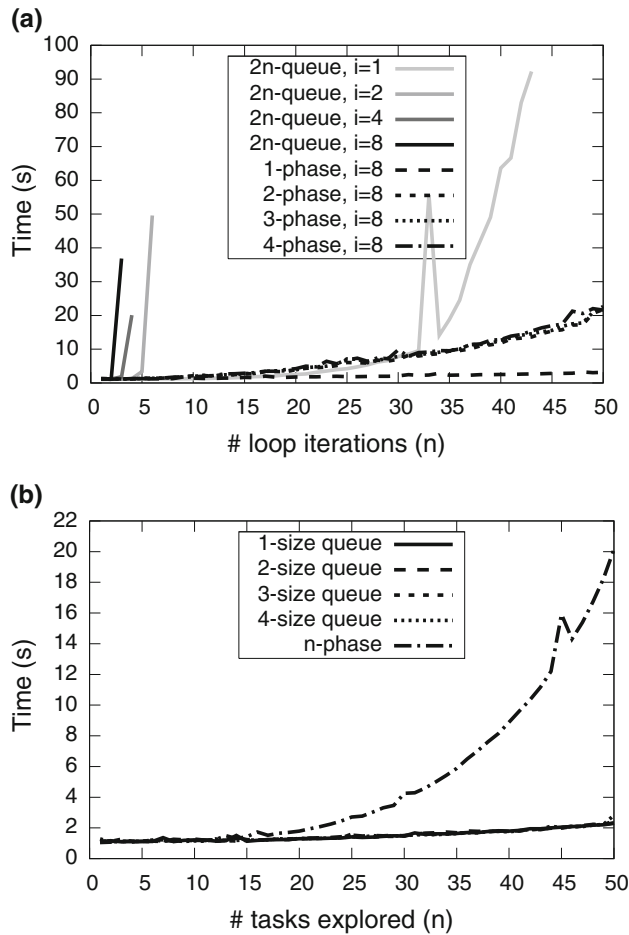 (a)
100
90
80
70
60
50
40
30
20
10
0
Time (s)
2n-queue, i=1
2n-queue, i=2
2n-queue, i=4
2n-queue, i=8
1-phase, i=8
2-phase, i=8
3-phase, i=8
4-phase, i=8
0 5 10 15 20 25 30 35 40 45 50
# loop iterations (n)
(b)
22
20
18
16
14
12
10
8
6
4
2
0
Time (s)
1-size queue
2-size queue
3-size queue
4-size queue
n-phase
0 5 10 15 20 25 30 35 40 45 50
# tasks explored (n)